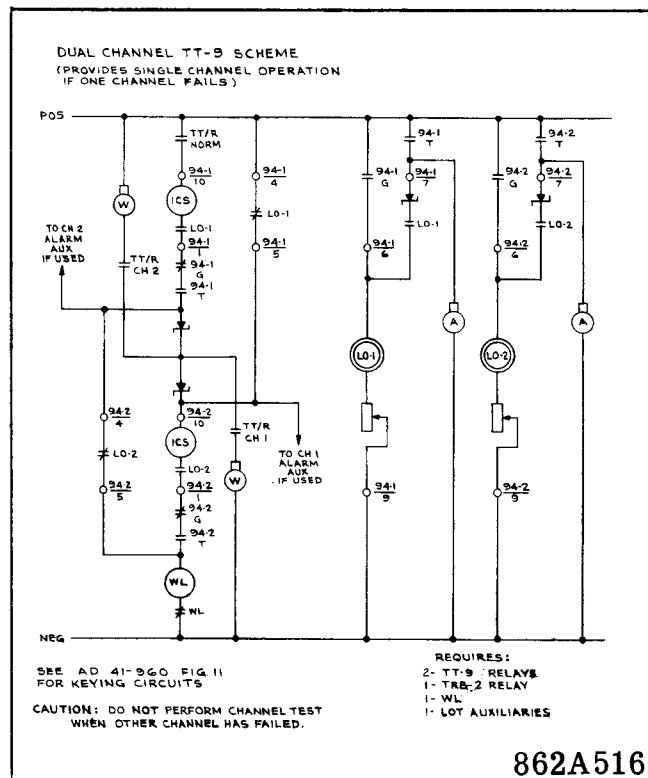 DUAL CHANNEL TT-9 SCHEME
(PROVIDES SINGLE CHANNEL OPERATION
IF ONE CHANNEL FAILS)
POS
TT/R
NORM
94-1
10
ICS
LO-1
94-1
1
94-1
G
94-1
T
W
TT/R
CH 2
TO CH 2
ALARM
AUX
IF USED
94-1
4
LO-1
94-1
5
94-2
4
LO-2
94-2
5
94-2
10
ICS
LO-2
94-2
1
94-2
G
94-2
T
WL
WL
TT/R
CH 1
W
TO CH 1
ALARM
AUX
IF USED
94-1
G
94-1
6
94-1
T
94-1
7
LO-1
LO-1
94-1
9
A
94-2
G
94-2
6
94-2
T
94-2
7
LO-2
LO-2
94-2
9
A
NEG
SEE AD 41-960 FIG. 11
FOR KEYING CIRCUITS
CAUTION: DO NOT PERFORM CHANNEL TEST
WHEN OTHER CHANNEL HAS FAILED.
REQUIRES:
2- TT-9 RELAYS
1- TRB-2 RELAY
1- WL
1- LOT AUXILIARIES
862A516